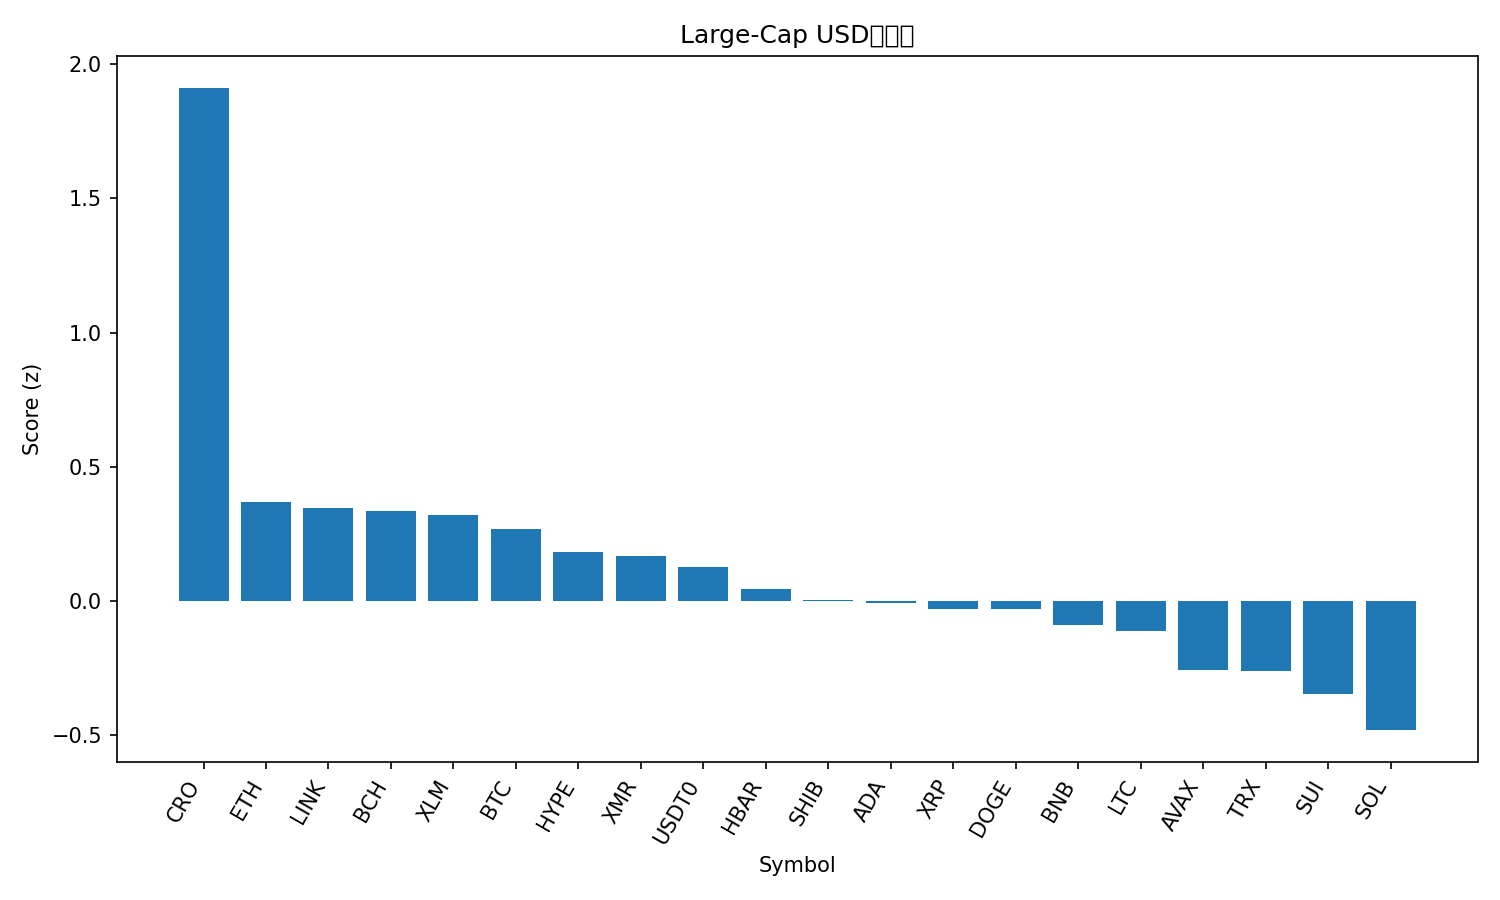 Large-Cap USD
2.0
1.5
1.0
0.5
0.0
−0.5
Score (z)
CRO
ETH
LINK
BCH
XLM
BTC
HYPE
XMR
USDT0
HBAR
SHIB
ADA
XRP
DOGE
BNB
LTC
AVAX
TRX
SUI
SOL
Symbol